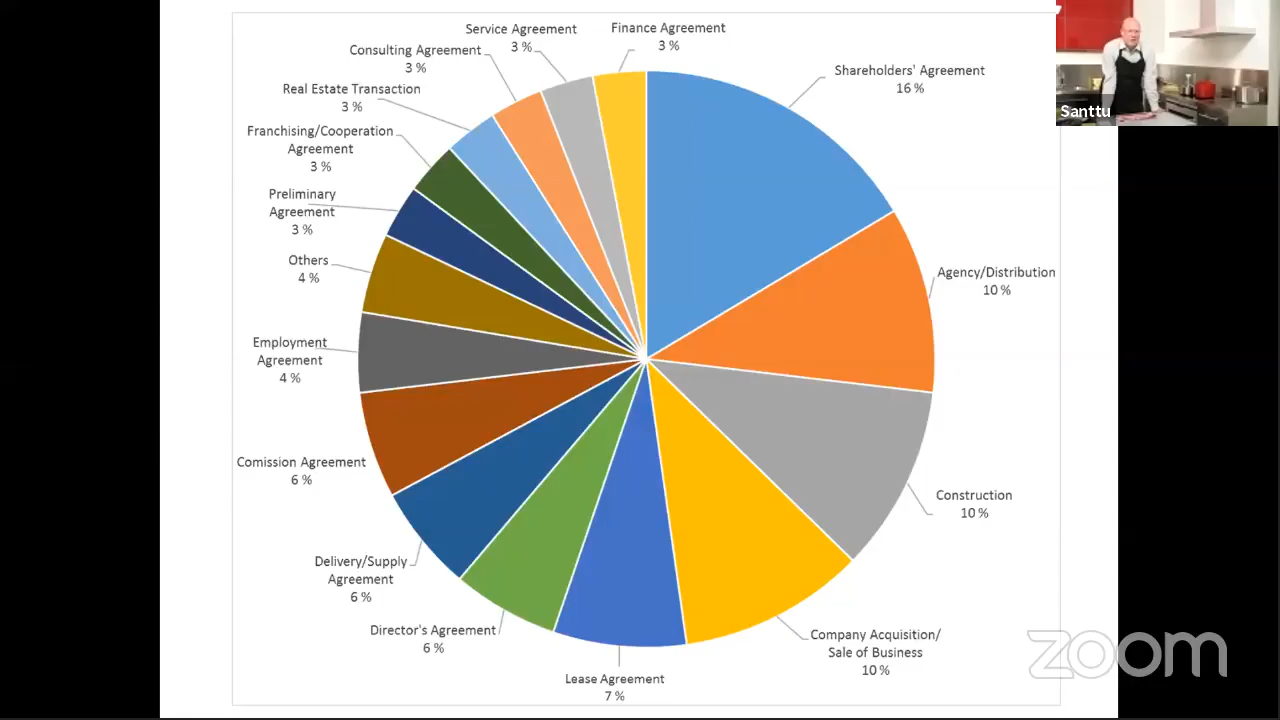 Finance Agreement
3 %
Shareholders' Agreement
16 %
Agency/Distribution
10 %
Construction
10 %
Company Acquisition/
Sale of Business
10 %
Lease Agreement
7 %
Director's Agreement
6 %
Delivery/Supply
Agreement
6 %
Comission Agreement
6 %
Employment
Agreement
4 %
Others
4 %
Preliminary
Agreement
3 %
Franchising/Cooperation
Agreement
3 %
Real Estate Transaction
3 %
Consulting Agreement
3 %
Service Agreement
3 %
Santtu
zoom